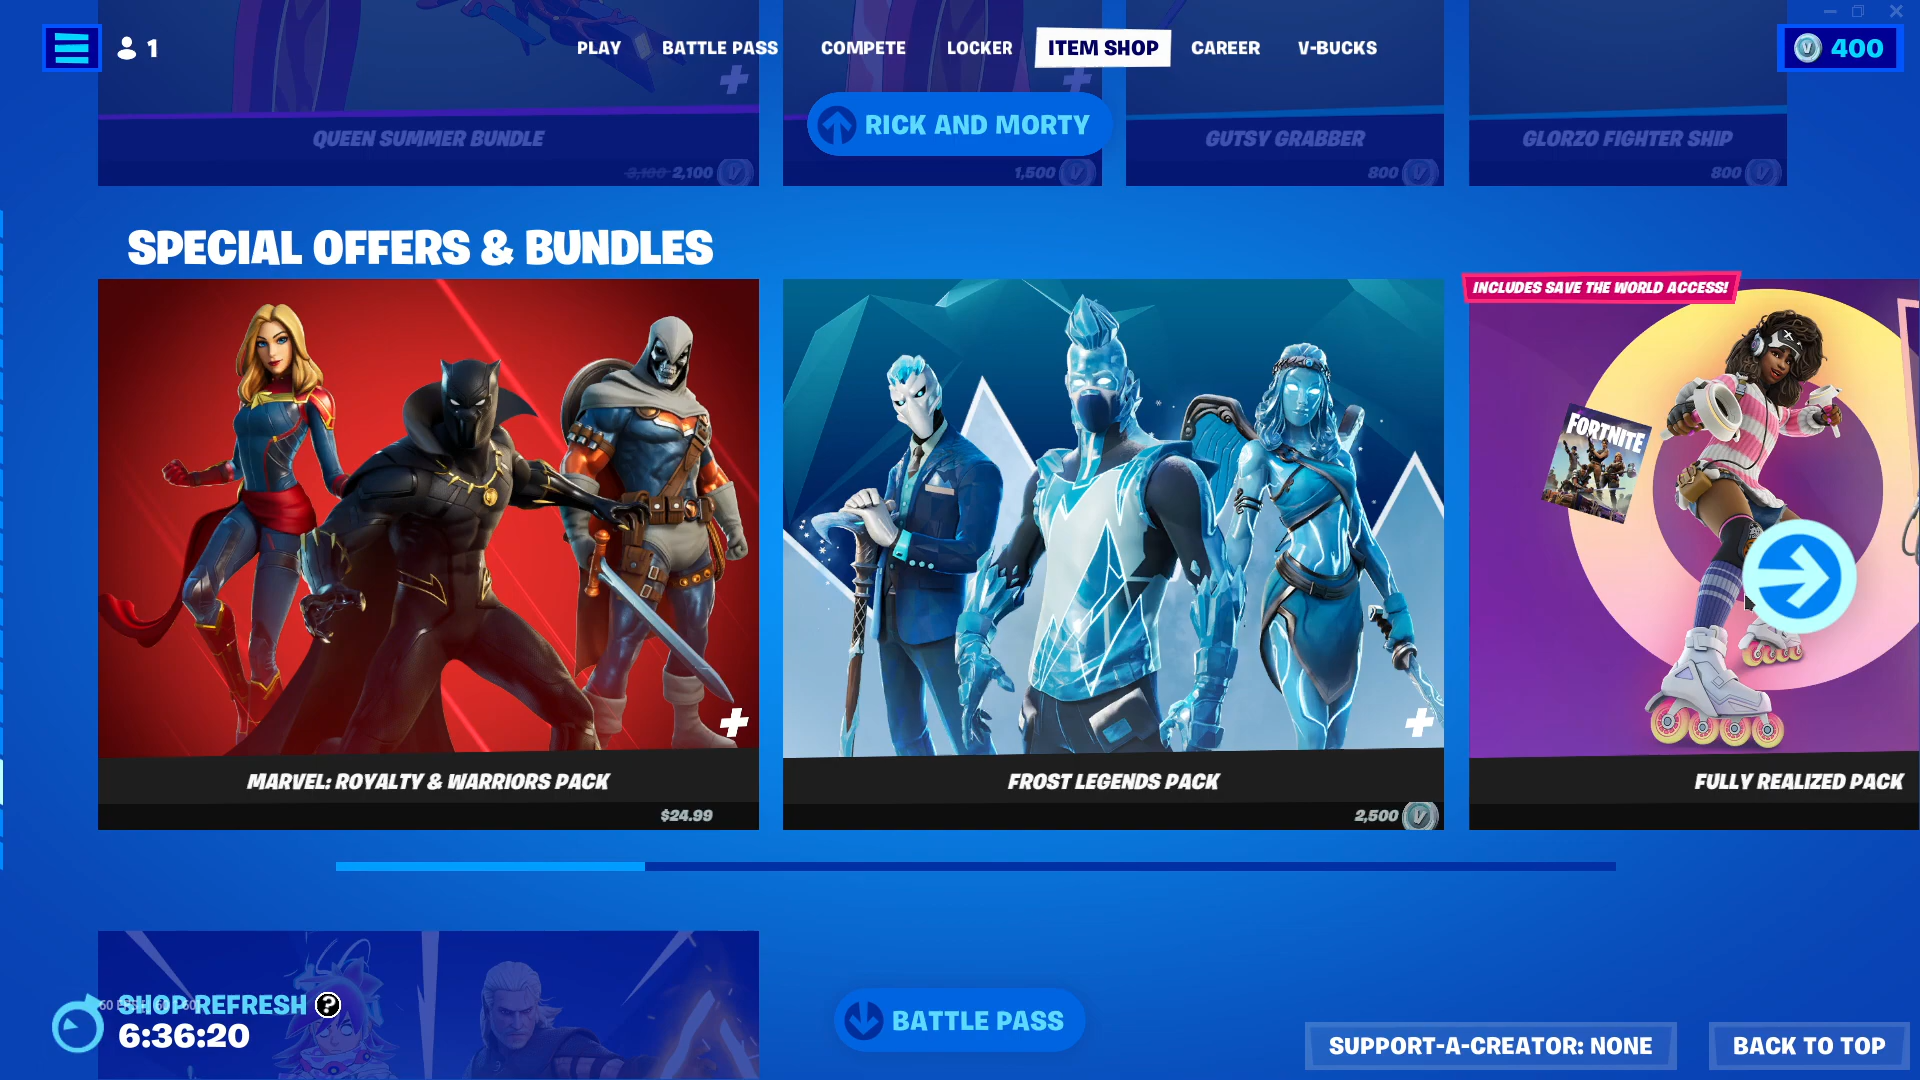 1
PLAY
BATTLE PASS
COMPETE
LOCKER
ITEM SHOP
CAREER
V-BUCKS
400
RICK AND MORTY
QUEEN SUMMER BUNDLE
3,100 2,100
1,500
GUTSY GRABBER
800
GLORZO FIGHTER SHIP
800
SPECIAL OFFERS & BUNDLES
INCLUDES SAVE THE WORLD ACCESS!
FORTNITE
MARVEL: ROYALTY & WARRIORS PACK
$24.99
FROST LEGENDS PACK
2,500
FULLY REALIZED PACK
SHOP REFRESH ?
6:36:20
BATTLE PASS
SUPPORT-A-CREATOR: NONE
BACK TO TOP